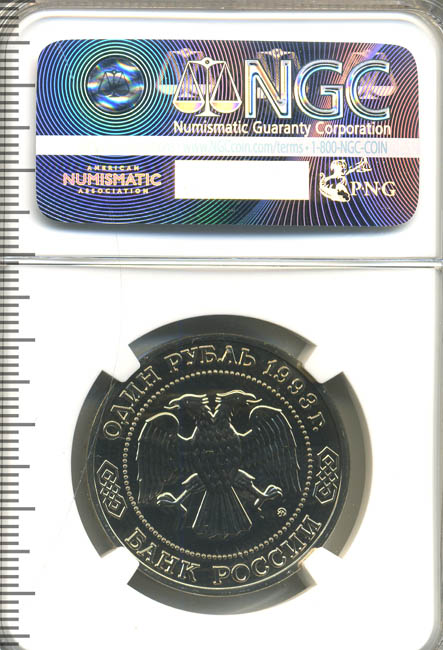 NGC
Numismatic Guaranty Corporation
www.NGCcoin.com/terms • 1-800-NGC-COIN
AMERICAN
NUMISMATIC
ASSOCIATION
PNG
ОДИН РУБЛЬ 1993 г.
БАНК РОССИИ